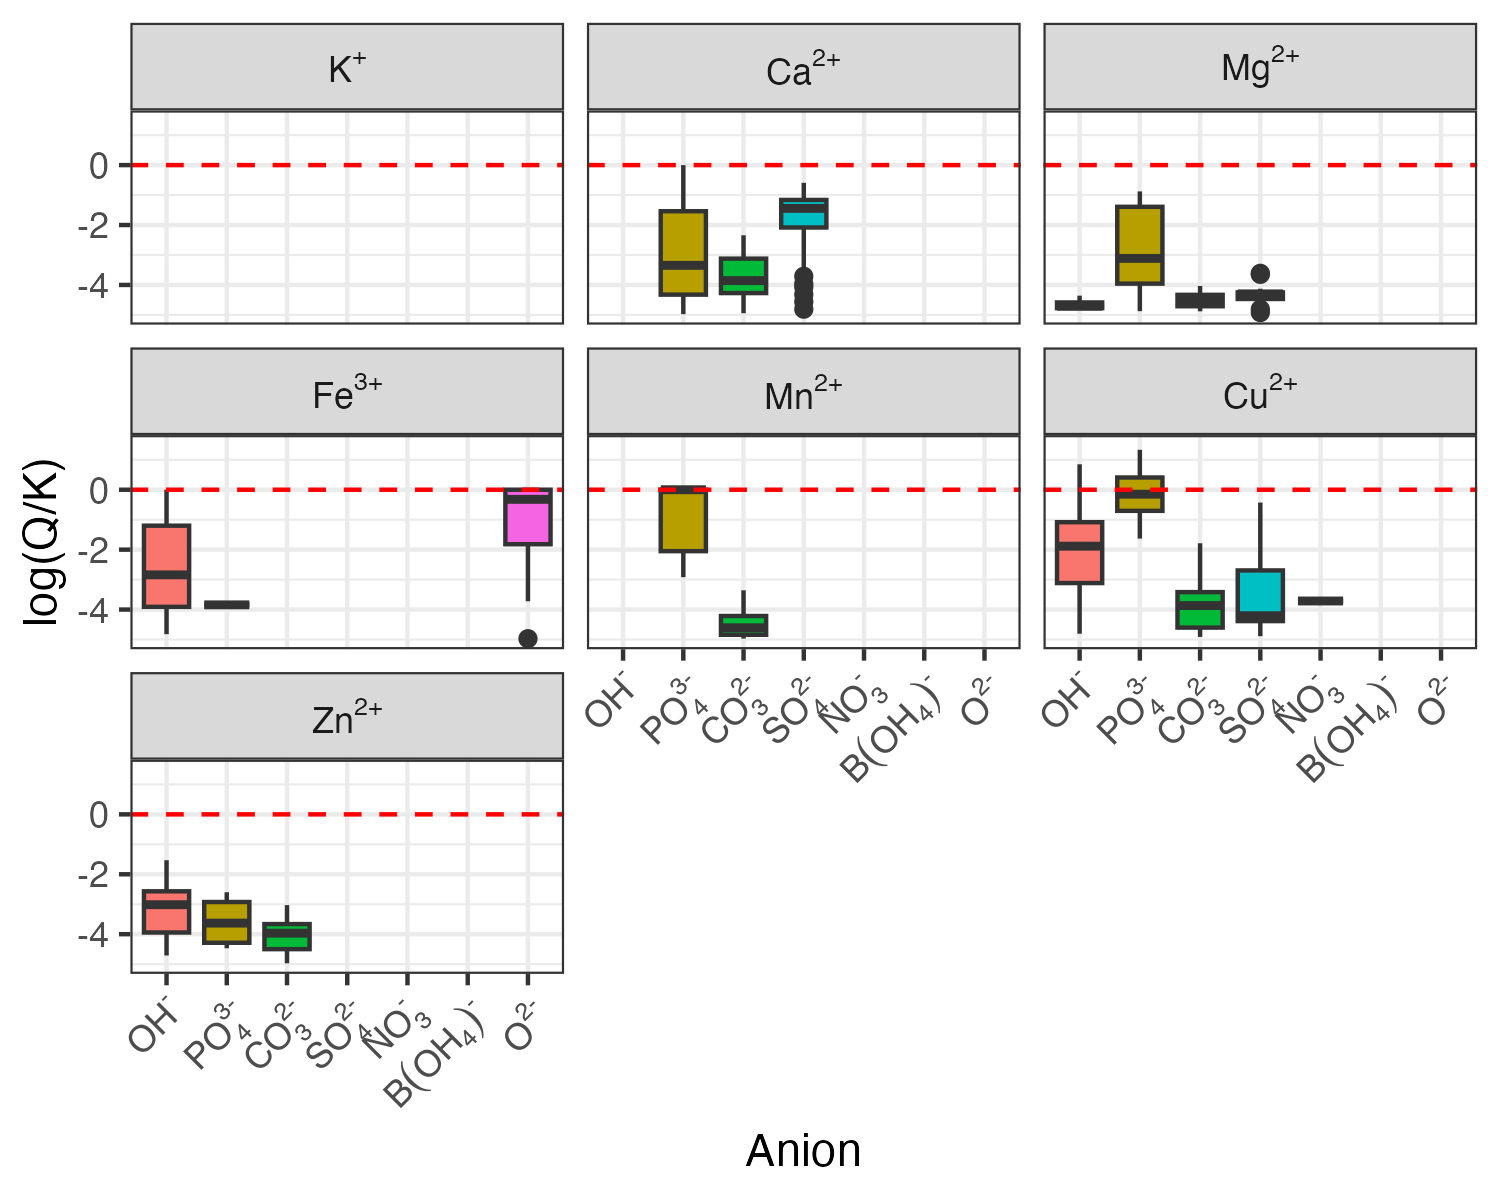 K⁺ Ca²⁺ Mg²⁺
0
-2
-4
Fe³⁺ Mn²⁺ Cu²⁺
0
-2
-4
OH⁻ PO₄³⁻ CO₃²⁻ SO₄²⁻ NO₃⁻ B(OH₄)⁻ O²⁻
OH⁻ PO₄³⁻ CO₃²⁻ SO₄²⁻ NO₃⁻ B(OH₄)⁻ O²⁻
Zn²⁺
0
-2
-4
OH⁻ PO₄³⁻ CO₃²⁻ SO₄²⁻ NO₃⁻ B(OH₄)⁻ O²⁻
log(Q/K)
Anion